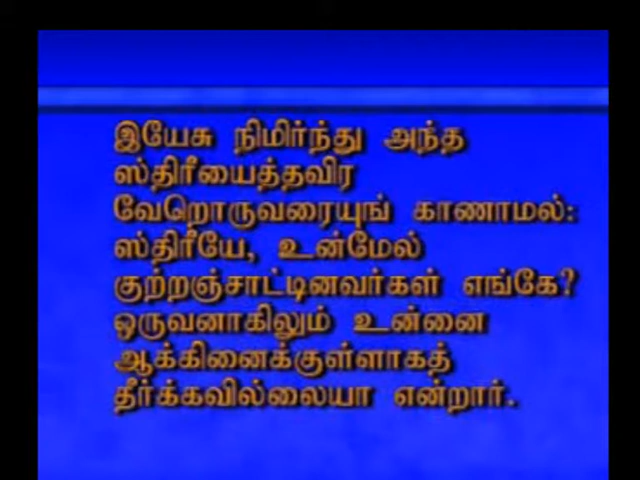 இயேசு நிமிர்ந்து அந்த
ஸ்திரீயைத்தவிர
வேறொருவரையுங் காணாமல்:
ஸ்திரீயே, உன்மேல்
குற்றஞ்சாட்டினவர்கள் எங்கே?
ஒருவனாகிலும் உன்னை
ஆக்கினைக்குள்ளாகத்
தீர்க்கவில்லையா என்றார்.